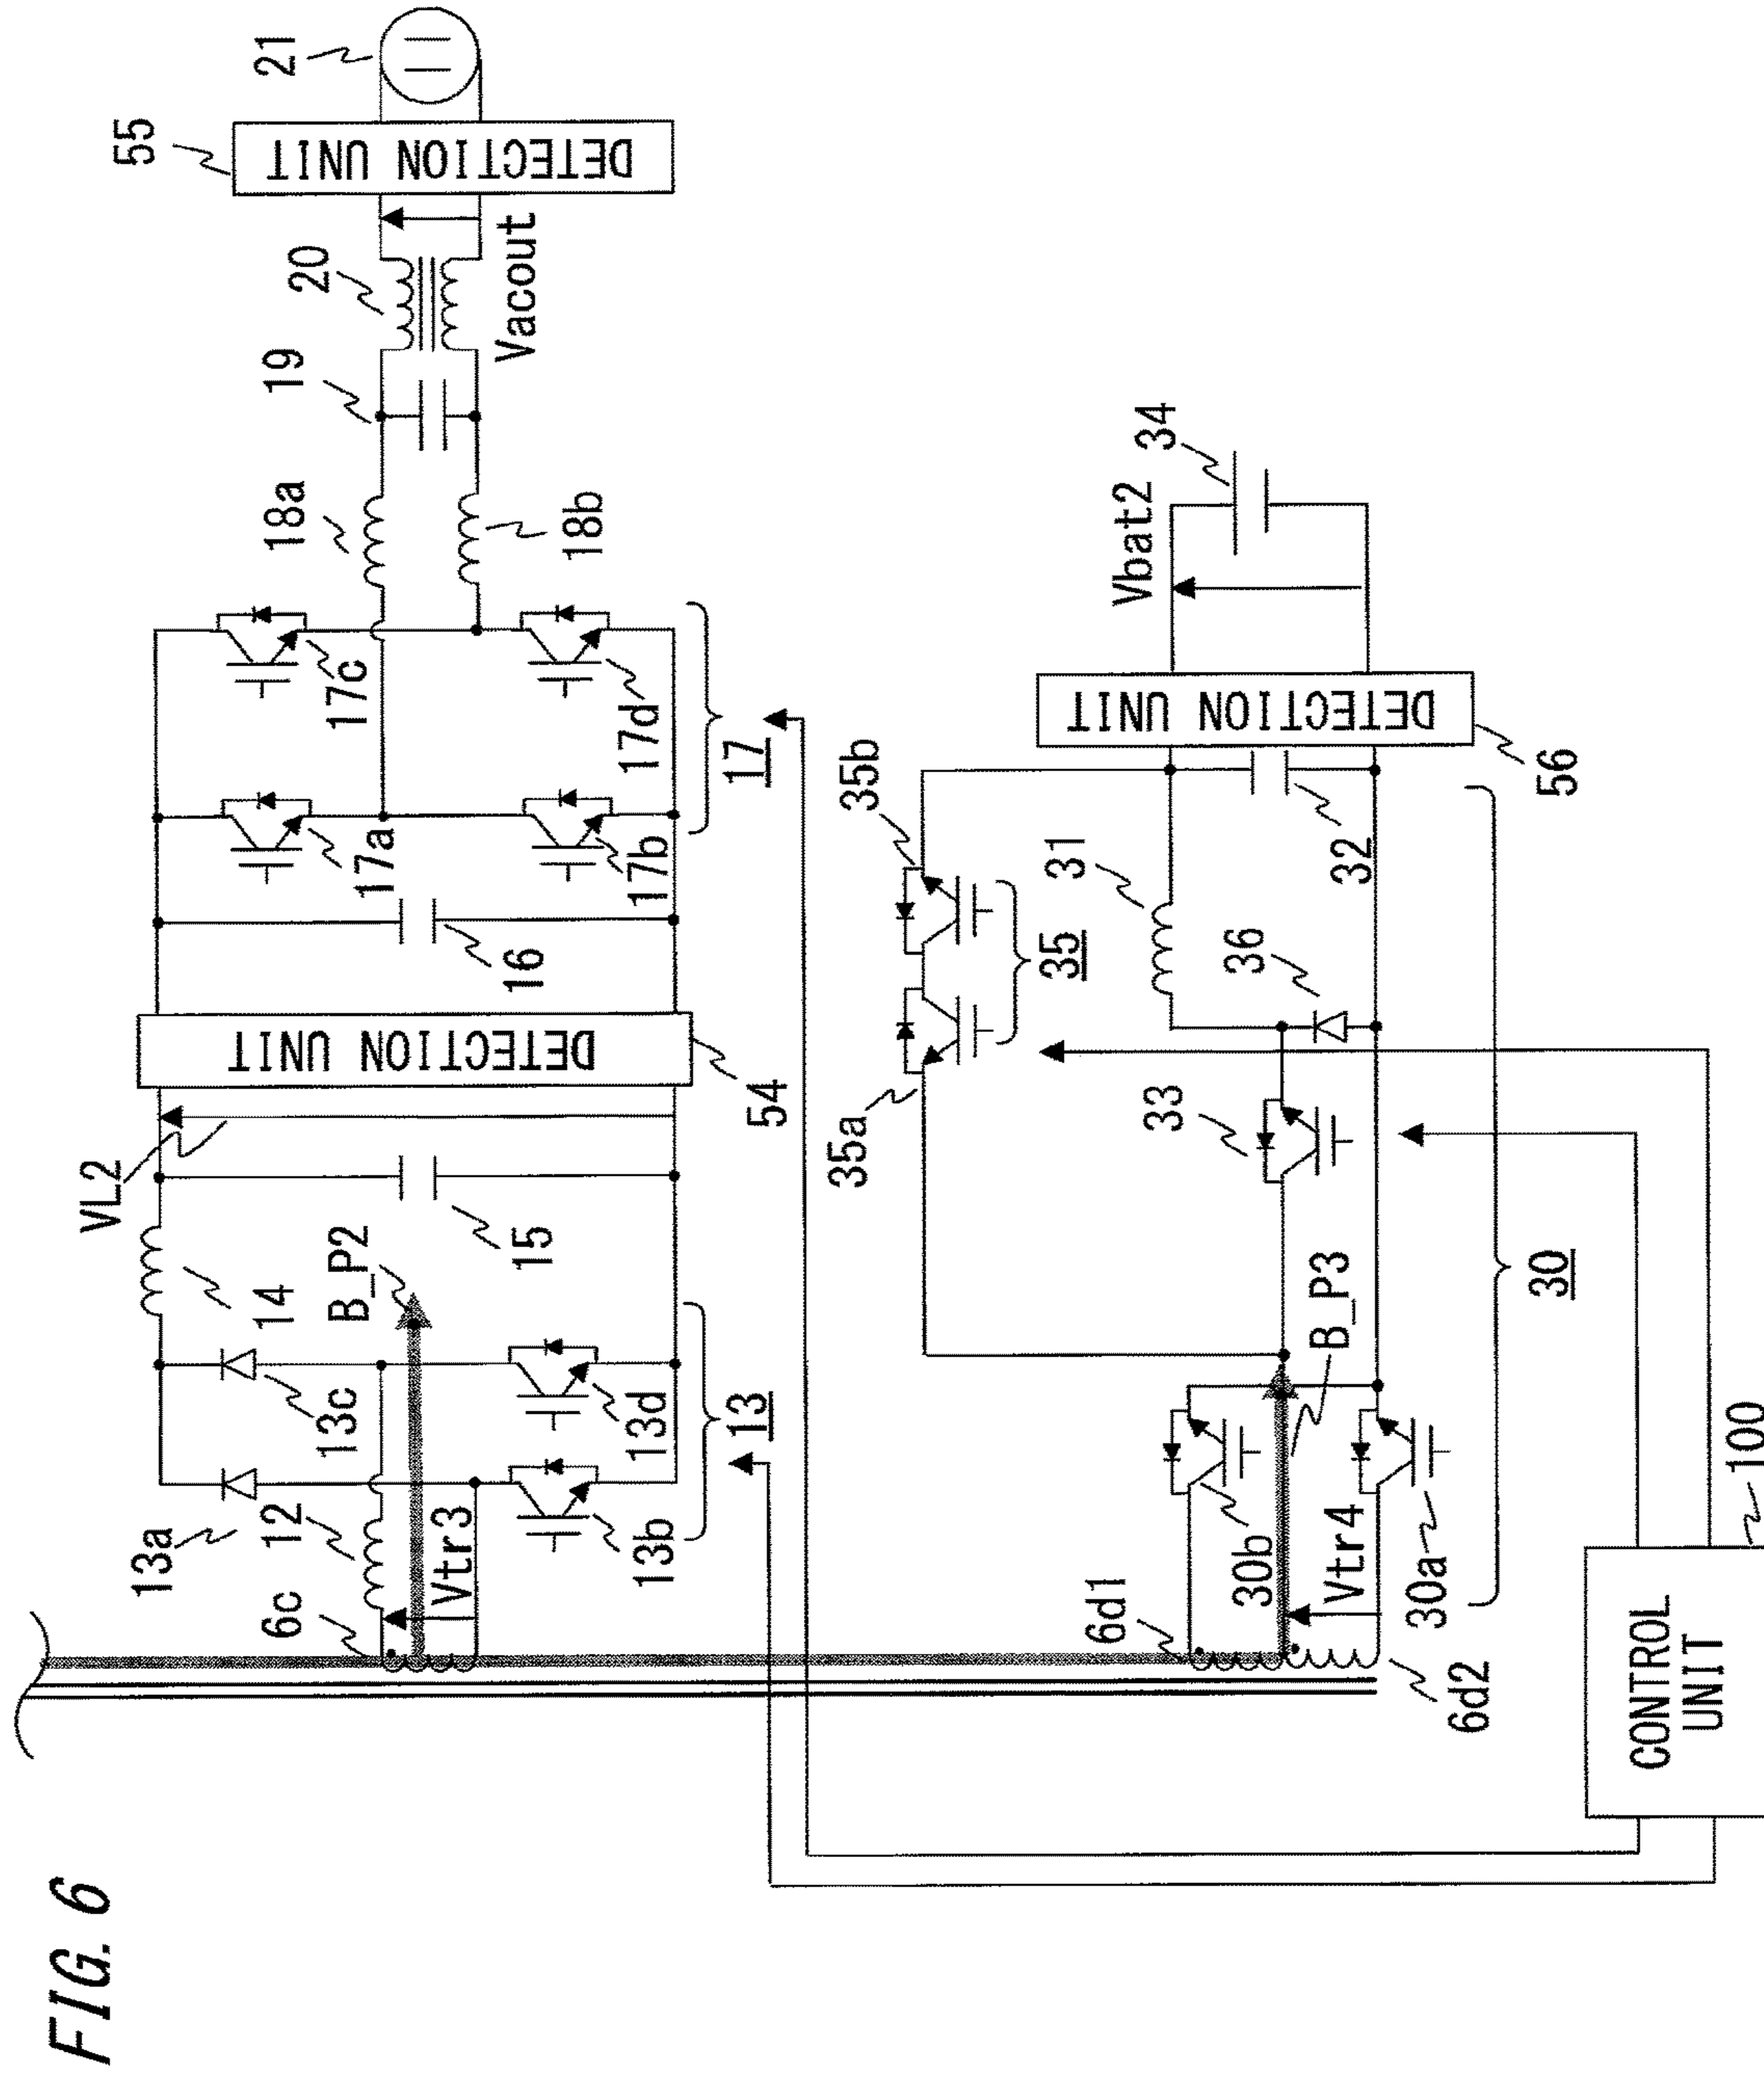 FIG. 6
21
55
DETECTION UNIT
20
Vacout
19
18a
18b
17c
17d
17
17a
17b
16
DETECTION UNIT
54
VL2
15
14
B_P2
13c
13d
13
13a
12
13b
Vtr3
6c
34
Vbat2
DETECTION UNIT
56
35b
35
35a
31
32
36
33
30
B_P3
30b
30a
Vtr4
6d1
6d2
100
CONTROL
UNIT